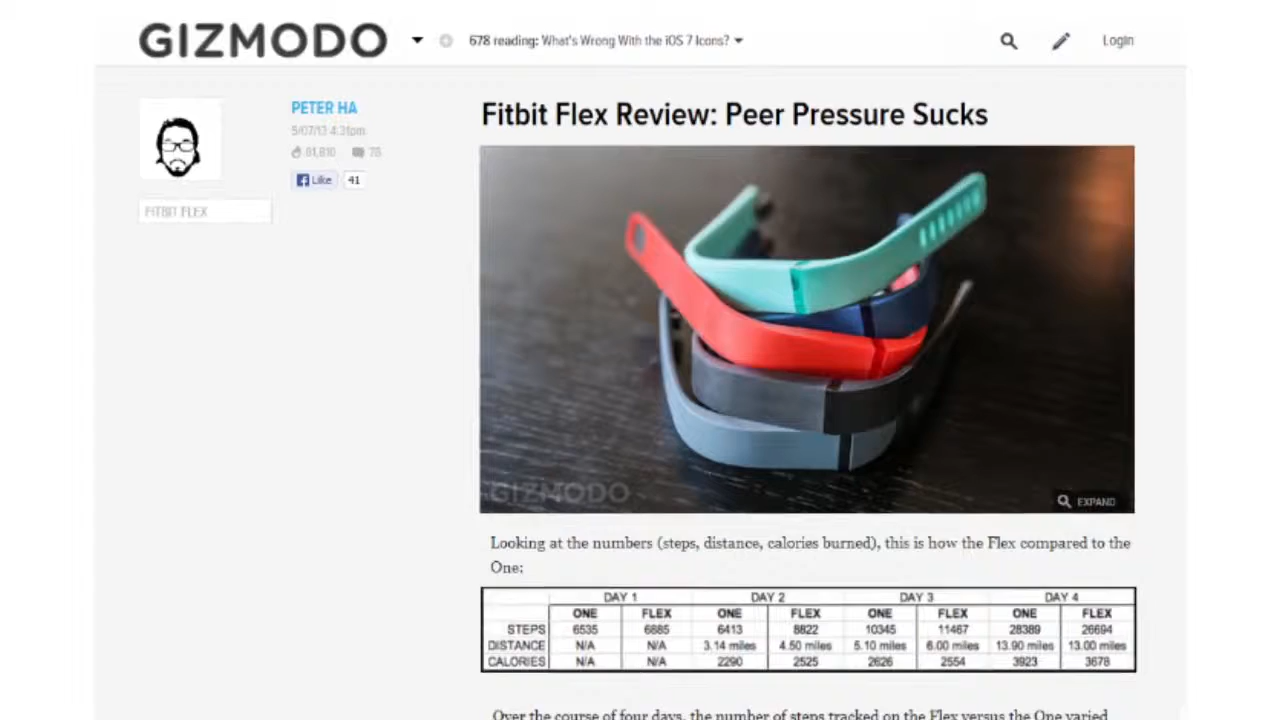 GIZMODO
678 reading: What's Wrong With the iOS 7 Icons?
Login
PETER HA
5/07/13 4:31pm
78
Like 41
FITBIT FLEX
Fitbit Flex Review: Peer Pressure Sucks
GIZMODO
EXPAND
Looking at the numbers (steps, distance, calories burned), this is how the Flex compared to the
One:
DAY 1 DAY 2 DAY 3 DAY 4
ONE FLEX ONE FLEX ONE FLEX ONE FLEX
STEPS 6535 6885 6413 8822 10345 11467 28389 26694
DISTANCE N/A N/A 3.14 miles 4.50 miles 5.10 miles 6.00 miles 13.90 miles 13.00 miles
CALORIES N/A N/A 2290 2525 2626 2554 3923 3678
Over the course of four days, the number of steps tracked on the Flex versus the One varied